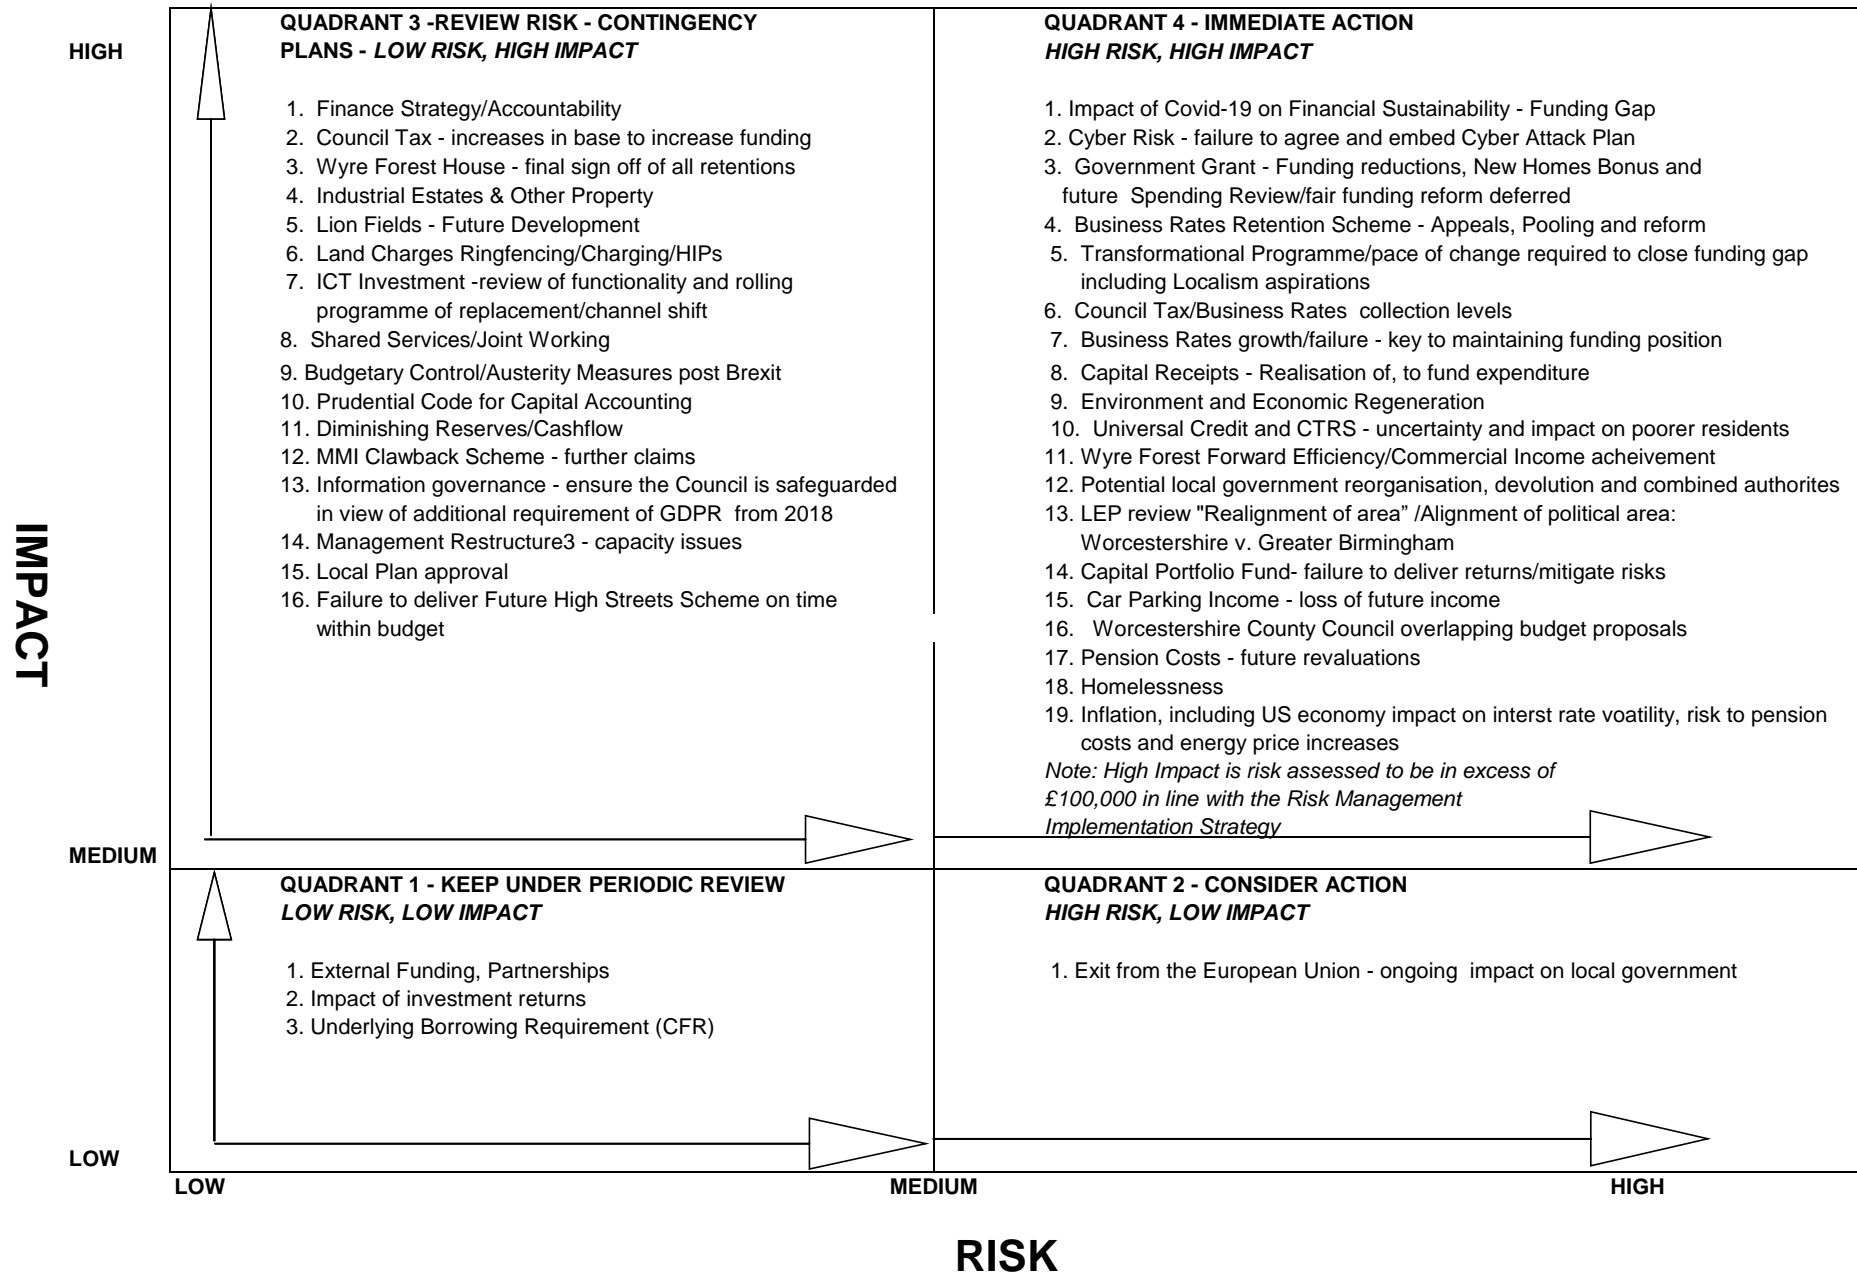 HIGH
QUADRANT 3 -REVIEW RISK - CONTINGENCY
PLANS - LOW RISK, HIGH IMPACT
1. Finance Strategy/Accountability
2. Council Tax - increases in base to increase funding
3. Wyre Forest House - final sign off of all retentions
4. Industrial Estates & Other Property
5. Lion Fields - Future Development
6. Land Charges Ringfencing/Charging/HIPs
7. ICT Investment -review of functionality and rolling
programme of replacement/channel shift
8. Shared Services/Joint Working
9. Budgetary Control/Austerity Measures post Brexit
10. Prudential Code for Capital Accounting
11. Diminishing Reserves/Cashflow
12. MMI Clawback Scheme - further claims
13. Information governance - ensure the Council is safeguarded
in view of additional requirement of GDPR from 2018
14. Management Restructure3 - capacity issues
15. Local Plan approval
16. Failure to deliver Future High Streets Scheme on time
within budget
QUADRANT 4 - IMMEDIATE ACTION
HIGH RISK, HIGH IMPACT
1. Impact of Covid-19 on Financial Sustainability - Funding Gap
2. Cyber Risk - failure to agree and embed Cyber Attack Plan
3. Government Grant - Funding reductions, New Homes Bonus and
future Spending Review/fair funding reform deferred
4. Business Rates Retention Scheme - Appeals, Pooling and reform
5. Transformational Programme/pace of change required to close funding gap
including Localism aspirations
6. Council Tax/Business Rates collection levels
7. Business Rates growth/failure - key to maintaining funding position
8. Capital Receipts - Realisation of, to fund expenditure
9. Environment and Economic Regeneration
10. Universal Credit and CTRS - uncertainty and impact on poorer residents
11. Wyre Forest Forward Efficiency/Commercial Income acheivement
12. Potential local government reorganisation, devolution and combined authorites
13. LEP review "Realignment of area” /Alignment of political area:
Worcestershire v. Greater Birmingham
14. Capital Portfolio Fund- failure to deliver returns/mitigate risks
15. Car Parking Income - loss of future income
16. Worcestershire County Council overlapping budget proposals
17. Pension Costs - future revaluations
18. Homelessness
19. Inflation, including US economy impact on interst rate voatility, risk to pension
costs and energy price increases
Note: High Impact is risk assessed to be in excess of
£100,000 in line with the Risk Management
Implementation Strategy
IMPACT
MEDIUM
QUADRANT 1 - KEEP UNDER PERIODIC REVIEW
LOW RISK, LOW IMPACT
1. External Funding, Partnerships
2. Impact of investment returns
3. Underlying Borrowing Requirement (CFR)
QUADRANT 2 - CONSIDER ACTION
HIGH RISK, LOW IMPACT
1. Exit from the European Union - ongoing impact on local government
LOW
LOW
MEDIUM
HIGH
RISK